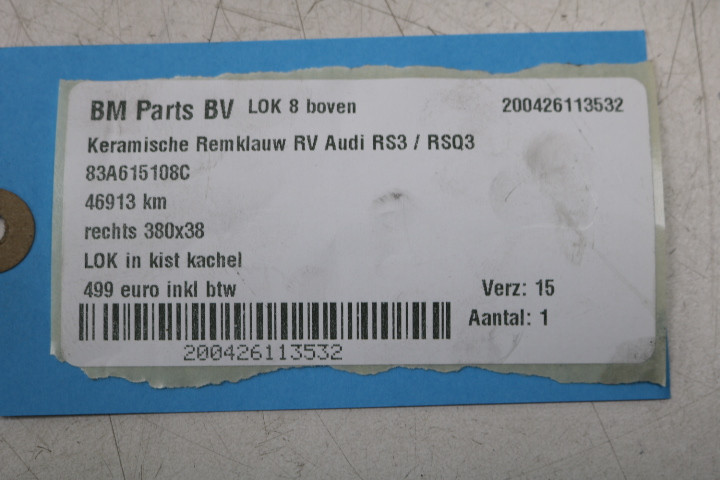 BM Parts BV LOK 8 boven 200426113532
Keramische Remklauw RV Audi RS3 / RSQ3
83A615108C
46913 km
rechts 380x38
LOK in kist kachel
499 euro inkl btw Verz: 15
Aantal: 1
200426113532